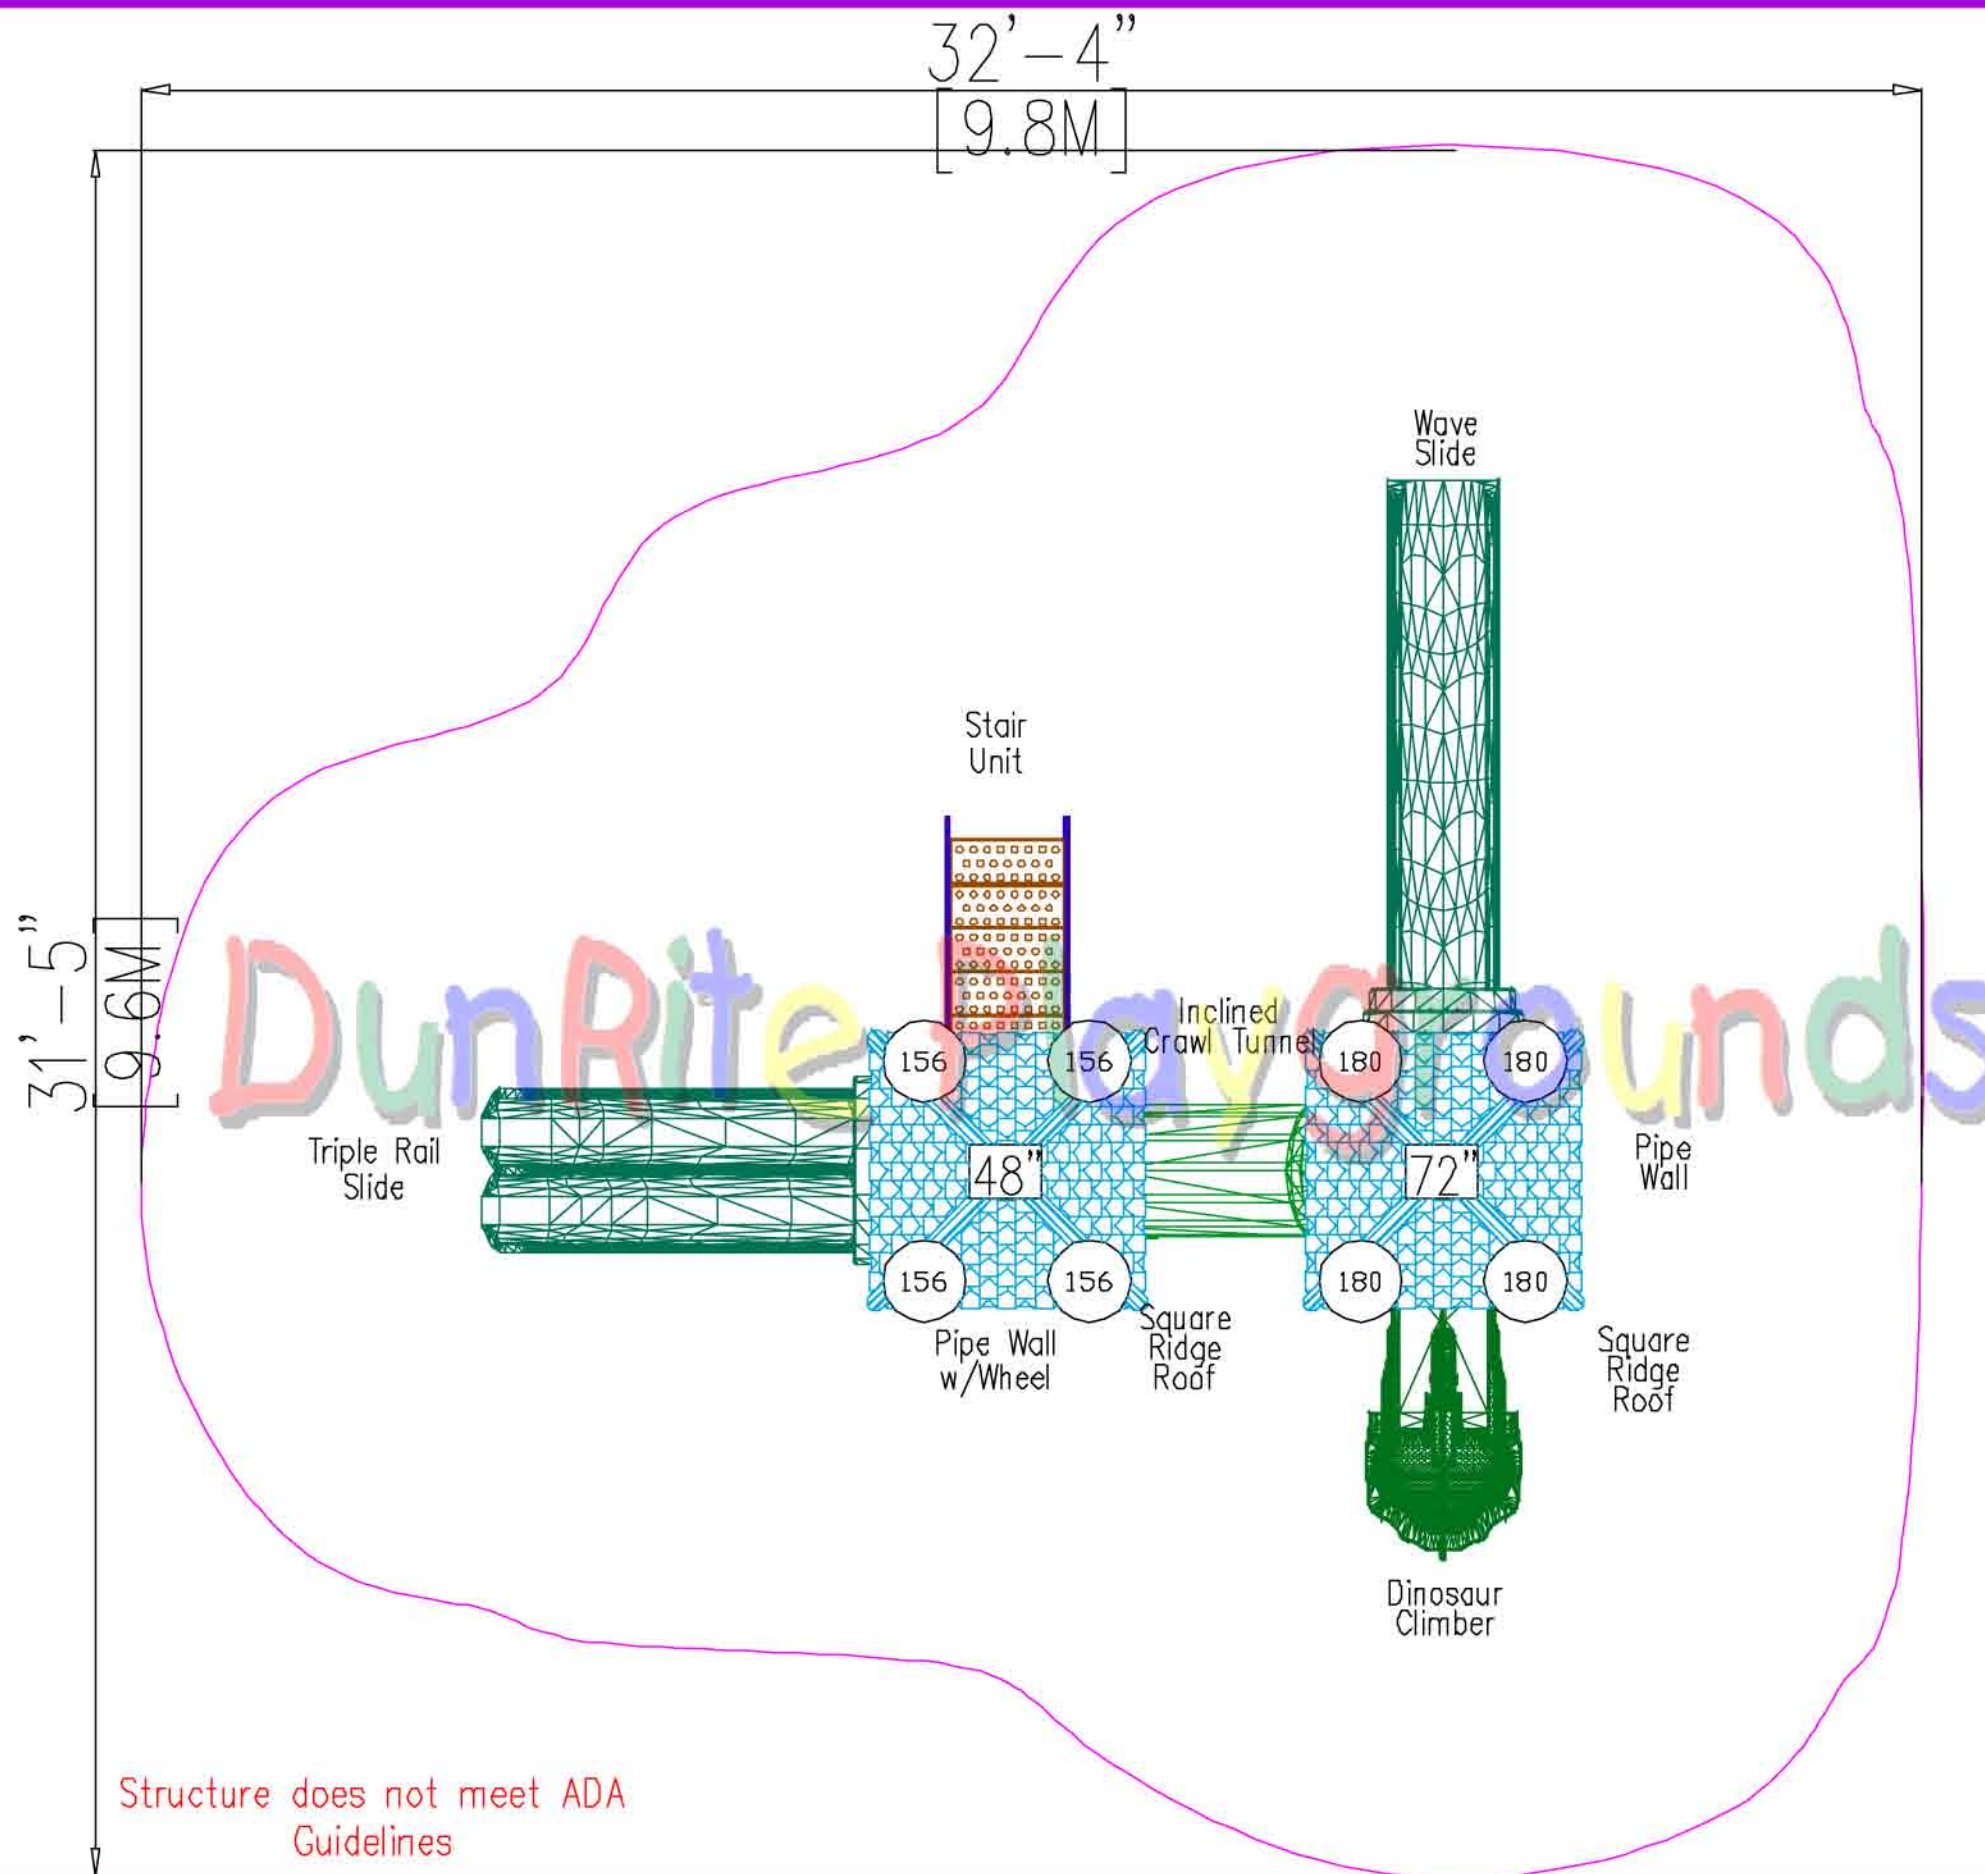 32'-4"
[9.8M]
Wave
Slide
Stair
Unit
31'-5"
[9.6M]
DunRite Playgrounds
Inclined
Crawl Tunnel
156
156
180
180
Triple Rail
Slide
48"
72"
Pipe
Wall
156
156
180
180
Pipe Wall
w/Wheel
Square
Ridge
Roof
Square
Ridge
Roof
Dinosaur
Climber
Structure does not meet ADA
Guidelines